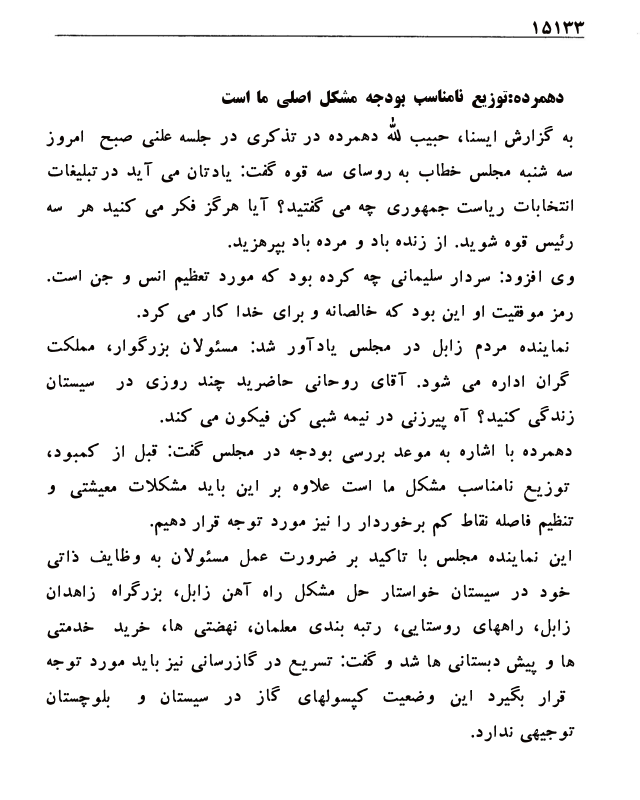 ۱۵۱۳۳
دهمرده:توزیع نامناسب بودجه مشکل اصلی ما است
به گزارش ایسنا، حبیب الله دهمرده در تذکری در جلسه علنی صبح امروز
سه شنبه مجلس خطاب به روسای سه قوه گفت: یادتان می آید در تبلیغات
انتخابات ریاست جمهوری چه می گفتید؟ آیا هرگز فکر می کنید هر سه
رئیس قوه شوید. از زنده باد و مرده باد بپرهزید.
وی افزود: سردار سلیمانی چه کرده بود که مورد تعظیم انس و جن است.
رمز موفقیت او این بود که خالصانه و برای خدا کار می کرد.
نماینده مردم زابل در مجلس یادآور شد: مسئولان بزرگوار، مملکت
گران اداره می شود. آقای روحانی حاضرید چند روزی در سیستان
زندگی کنید؟ آه پیرزنی در نیمه شبی کن فیکون می کند.
دهمرده با اشاره به موعد بررسی بودجه در مجلس گفت: قبل از کمبود،
توزیع نامناسب مشکل ما است علاوه بر این باید مشکلات معیشتی و
تنظیم فاصله نقاط کم برخوردار را نیز مورد توجه قرار دهیم.
این نماینده مجلس با تاکید بر ضرورت عمل مسئولان به وظایف ذاتی
خود در سیستان خواستار حل مشکل راه آهن زابل، بزرگراه زاهدان
زابل، راههای روستایی، رتبه بندی معلمان، نهضتی ها، خرید خدمتی
ها و پیش دبستانی ها شد و گفت: تسریع در گازرسانی نیز باید مورد توجه
قرار بگیرد این وضعیت کپسولهای گاز در سیستان و بلوچستان
توجیهی ندارد.